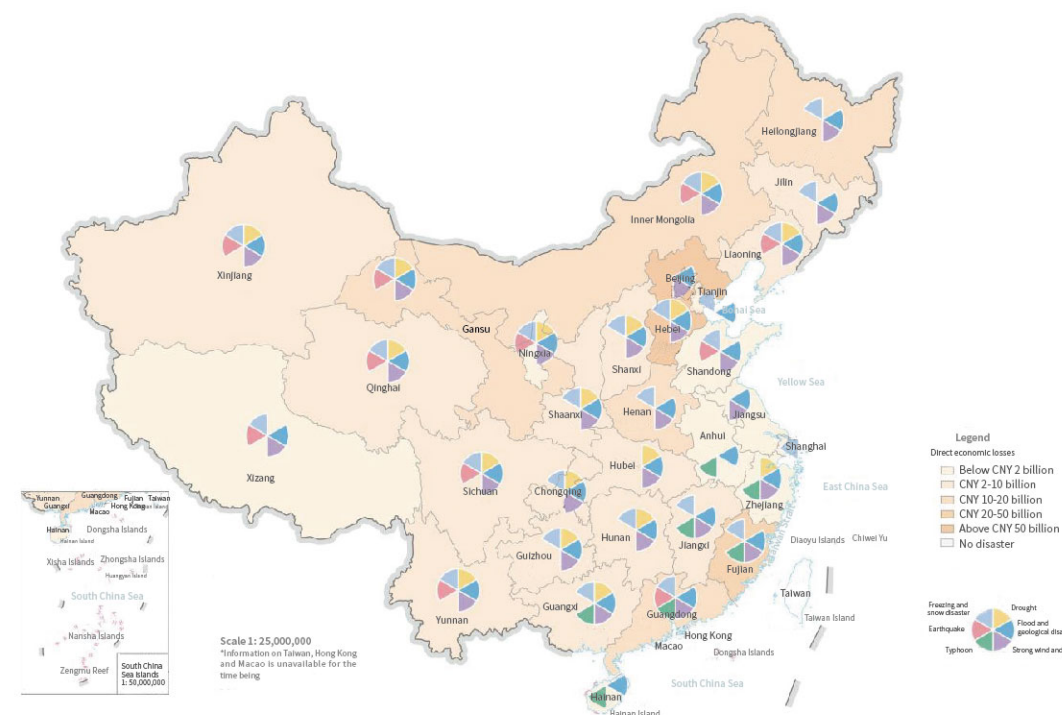 Heilongjiang
Jilin
Inner Mongolia
Liaoning
Xinjiang
Beijing
Tianjin
Bohai Sea
Gansu
Hebei
Ningxia
Shanxi
Shandong
Qinghai
Yellow Sea
Shaanxi
Henan
Jiangsu
Anhui
Shanghai
Xizang
Hubei
Sichuan
Chongqing
Zhejiang
East China Sea
Hunan
Jiangxi
Diaoyu Islands
Chiwei Yu
Guizhou
Fujian
Yunnan
Guangxi
Guangdong
Taiwan
Hong Kong
Taiwan Island
Macao
Dongsha Islands
South China Sea
Hainan
Hainan Island
Scale 1: 25,000,000
*Information on Taiwan, Hong Kong
and Macao is unavailable for the
time being
Yunnan
Guangxi
Guangdong
Fujian
Taiwan
Hong Kong
Macao
Hainan
Hainan Island
Dongsha Islands
Xisha Islands
Zhongsha Islands
Huangyan Island
South China Sea
Nansha Islands
Zengmu Reef
South China
Sea Islands
1: 50,000,000
Legend
Direct economic losses
Below CNY 2 billion
CNY 2-10 billion
CNY 10-20 billion
CNY 20-50 billion
Above CNY 50 billion
No disaster
Freezing and
snow disaster
Drought
Earthquake
Flood and
geological disa
Typhoon
Strong wind and